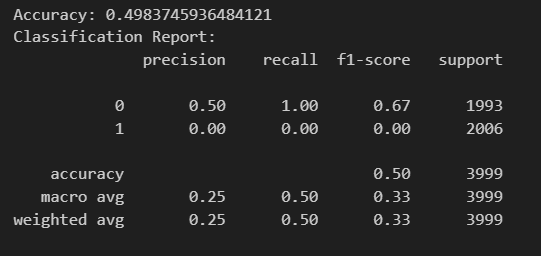 Accuracy: 0.4983745936484121
Classification Report:
precision recall f1-score support
0 0.50 1.00 0.67 1993
1 0.00 0.00 0.00 2006
accuracy 0.50 3999
macro avg 0.25 0.50 0.33 3999
weighted avg 0.25 0.50 0.33 3999